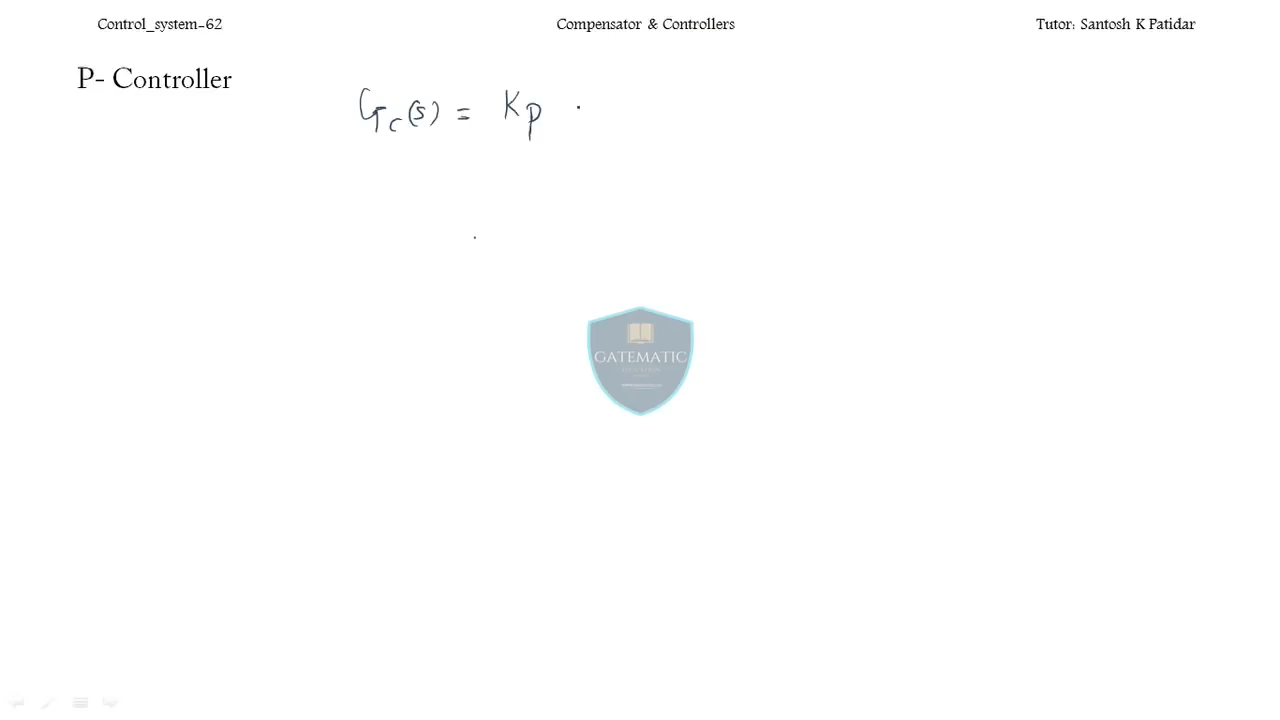 Control_system-62 Compensator & Controllers Tutor: Santosh K Patidar
P- Controller
Gc(s) = Kp
GATEMATIC